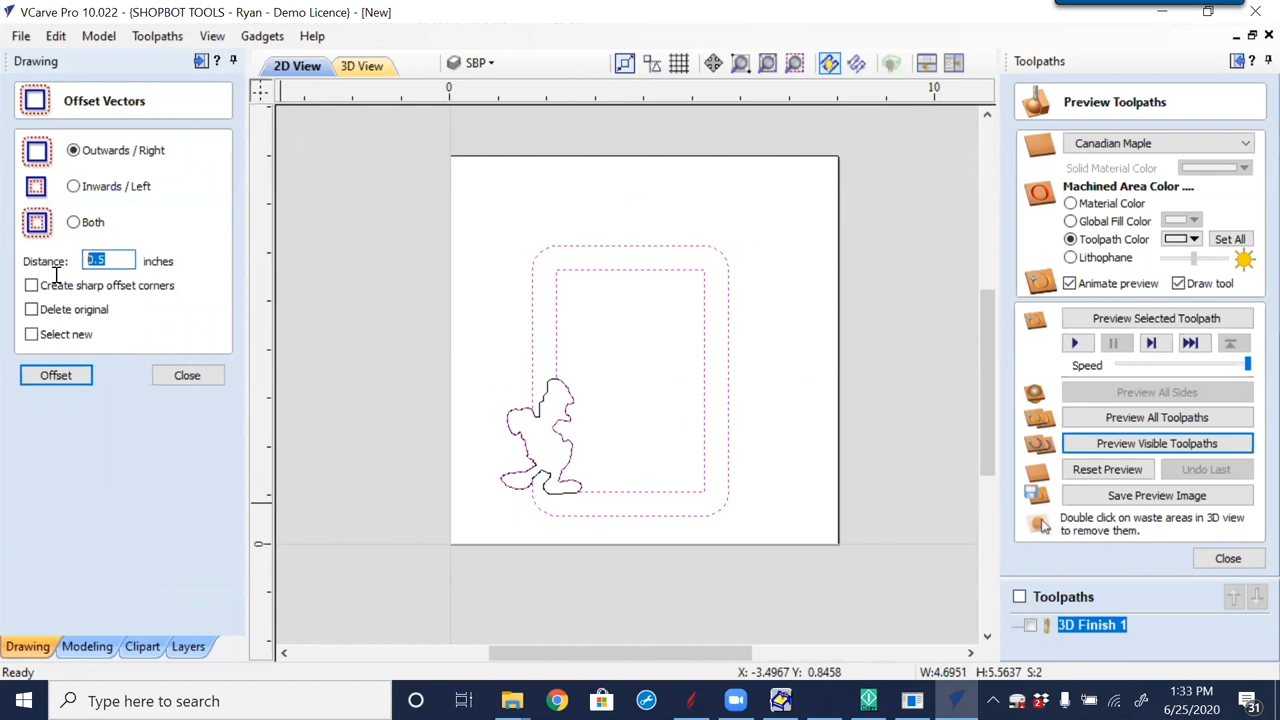 VCarve Pro 10.022 - {SHOPBOT TOOLS - Ryan - Demo Licence} - [New]
File Edit Model Toolpaths View Gadgets Help
Drawing
Offset Vectors
Outwards / Right
Inwards / Left
Both
Distance: 0.5 inches
Create sharp offset corners
Delete original
Select new
Offset Close
Drawing Modeling Clipart Layers
2D View 3D View SBP
0 10
0
Toolpaths
Preview Toolpaths
Canadian Maple
Solid Material Color
Machined Area Color ....
Material Color
Global Fill Color
Toolpath Color Set All
Lithophane
Animate preview Draw tool
Preview Selected Toolpath
Speed
Preview All Sides
Preview All Toolpaths
Preview Visible Toolpaths
Reset Preview Undo Last
Save Preview Image
Double click on waste areas in 3D view
to remove them.
Close
Toolpaths
3D Finish 1
Ready X: -3.4967 Y: 0.8458 W:4.6951 H:5.5637 S:2
Type here to search
1:33 PM
6/25/2020
31